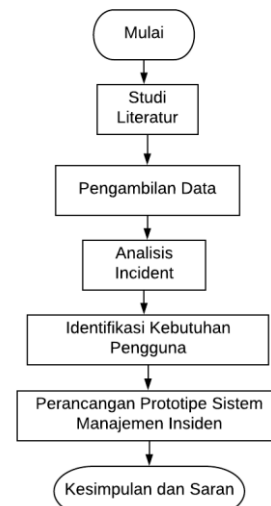 Mulai
Studi
Literatur
Pengambilan Data
Analisis
Incident
Identifikasi Kebutuhan
Pengguna
Perancangan Prototipe Sistem
Manajemen Insiden
Kesimpulan dan Saran